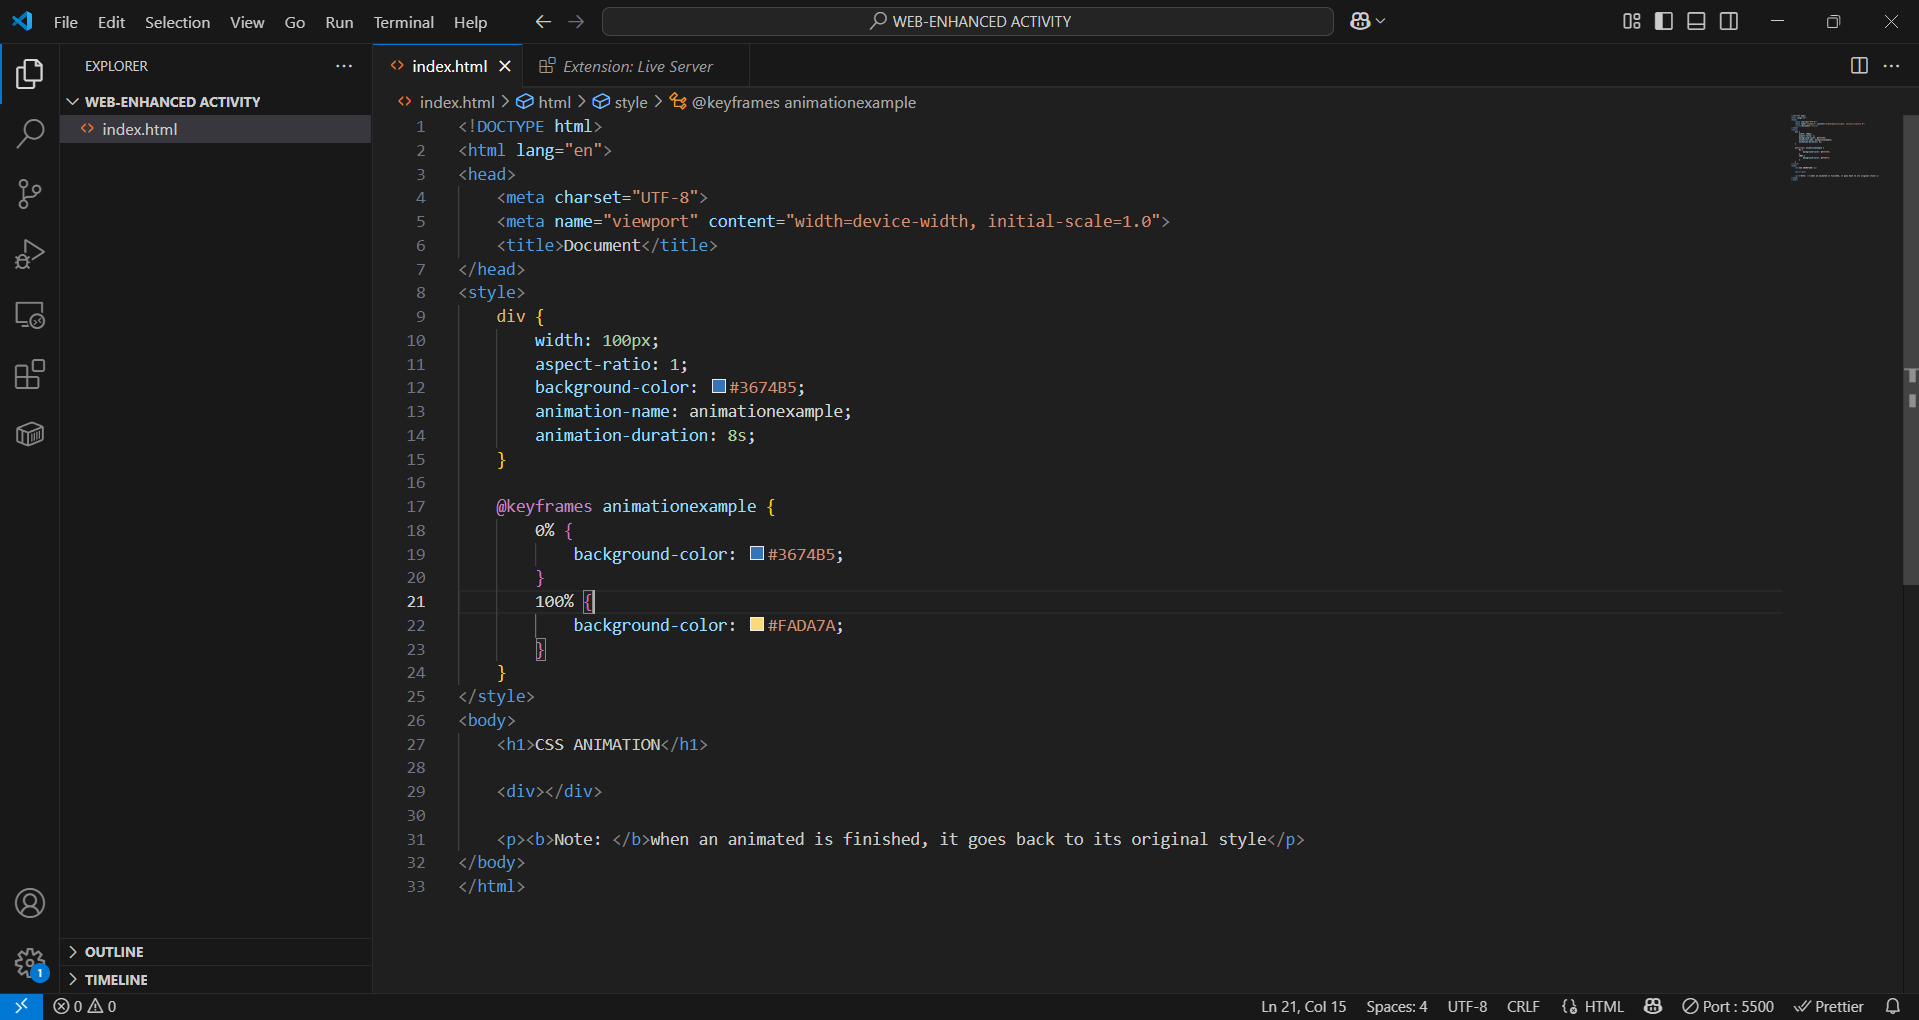 File Edit Selection View Go Run Terminal Help
WEB-ENHANCED ACTIVITY
EXPLORER
WEB-ENHANCED ACTIVITY
index.html
OUTLINE
TIMELINE
1
index.html
Extension: Live Server
index.html > html > style > @keyframes animationexample
1 <!DOCTYPE html>
2 <html lang="en">
3 <head>
4     <meta charset="UTF-8">
5     <meta name="viewport" content="width=device-width, initial-scale=1.0">
6     <title>Document</title>
7 </head>
8 <style>
9     div {
10         width: 100px;
11         aspect-ratio: 1;
12         background-color: #3674B5;
13         animation-name: animationexample;
14         animation-duration: 8s;
15     }
16
17     @keyframes animationexample {
18         0% {
19             background-color: #3674B5;
20         }
21         100% {
22             background-color: #FADA7A;
23         }
24     }
25 </style>
26 <body>
27     <h1>CSS ANIMATION</h1>
28
29     <div></div>
30
31     <p><b>Note: </b>when an animated is finished, it goes back to its original style</p>
32 </body>
33 </html>
0 0
Ln 21, Col 15 Spaces: 4 UTF-8 CRLF HTML Port : 5500 Prettier